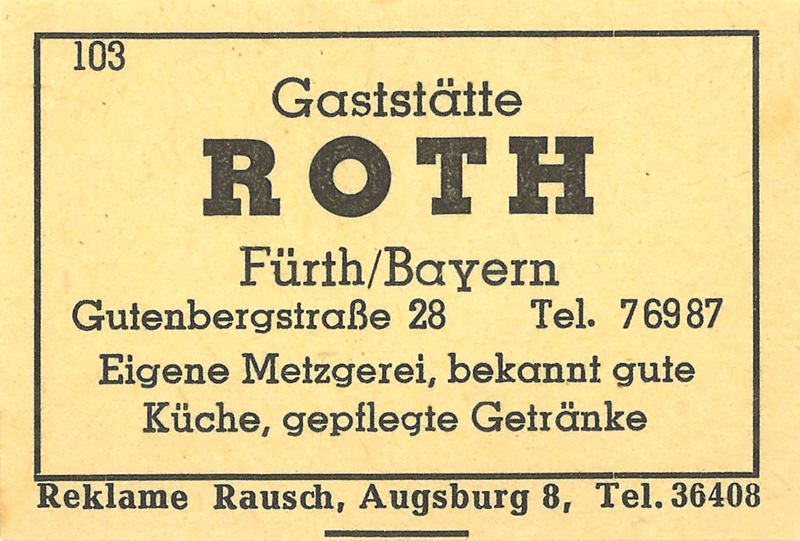 103
Gaststätte
ROTH
Fürth/Bayern
Gutenbergstraße 28 Tel. 76987
Eigene Metzgerei, bekannt gute
Küche, gepflegte Getränke
Reklame Rausch, Augsburg 8, Tel. 36408